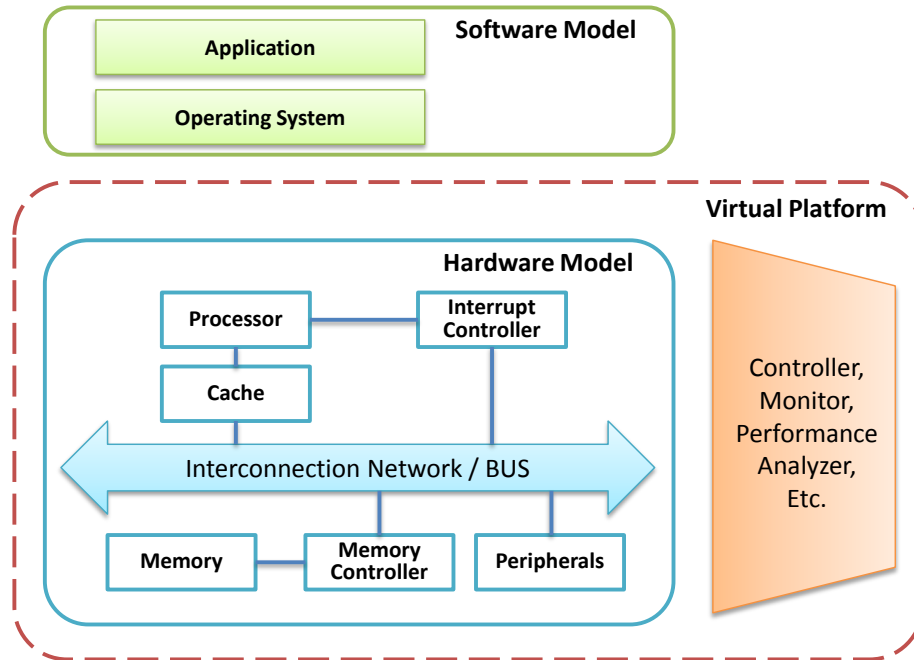 Software Model
Application
Operating System
Virtual Platform
Hardware Model
Processor
Interrupt
Controller
Cache
Interconnection Network / BUS
Memory
Memory
Controller
Peripherals
Controller,
Monitor,
Performance
Analyzer,
Etc.